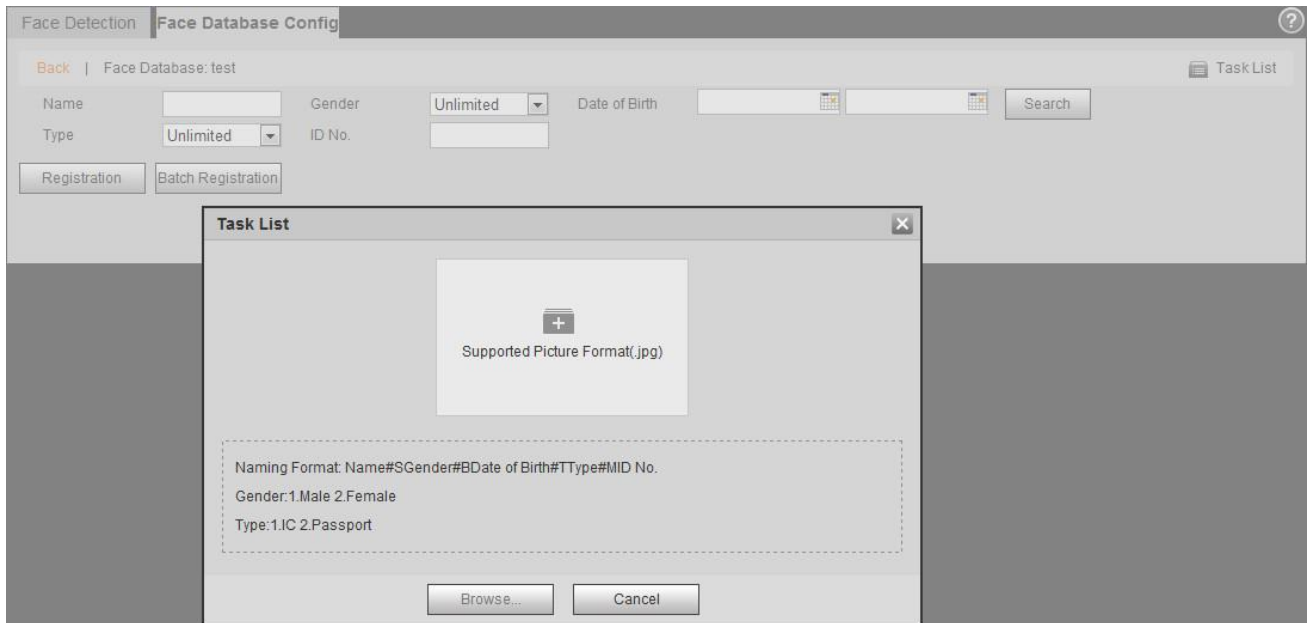 Face Detection Face Database Config ?
Back | Face Database: test Task List
Name Gender Unlimited Date of Birth Search
Type Unlimited ID No.
Registration Batch Registration
Task List
Supported Picture Format(.jpg)
Naming Format: Name#SGender#BDate of Birth#TType#MID No.
Gender:1.Male 2.Female
Type:1.IC 2.Passport
Browse... Cancel